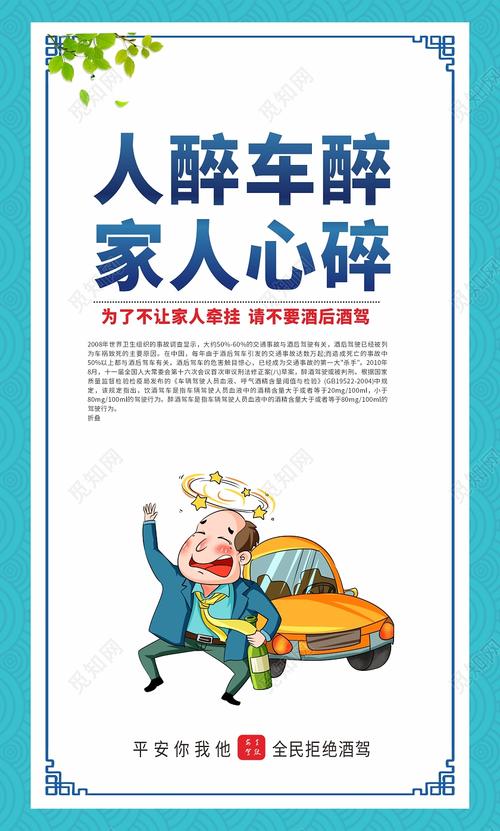 人醉车醉
家人心碎
为了不让家人牵挂 请不要酒后酒驾
2008年世界卫生组织的事故调查显示，大约50%-60%的交通事故与酒后驾驶有关，酒后驾驶已经被列
为车祸致死的主要原因。在中国，每年由于酒后驾车引发的交通事故达数万起;而造成死亡的事故中
50%以上都与酒后驾车有关，酒后驾车的危害触目惊心，已经成为交通事故的第一大"杀手"。2010年
8月，十一届全国人大常委会第十六次会议首次审议刑法修正案(八)草案，醉酒驾驶或被判刑。根据国家
质量监督检验检疫局发布的《车辆驾驶人员血液、呼气酒精含量阈值与检验》(GB19522-2004)中规
定，该规定指出，饮酒驾车是指车辆驾驶人员血液中的酒精含量大于或者等于20mg/100ml，小于
80mg/100ml的驾驶行为。醉酒驾车是指车辆驾驶人员血液中的酒精含量大于或者等于80mg/100ml的
驾驶行为。
折叠
平安你我他 全民拒绝酒驾
觅知网